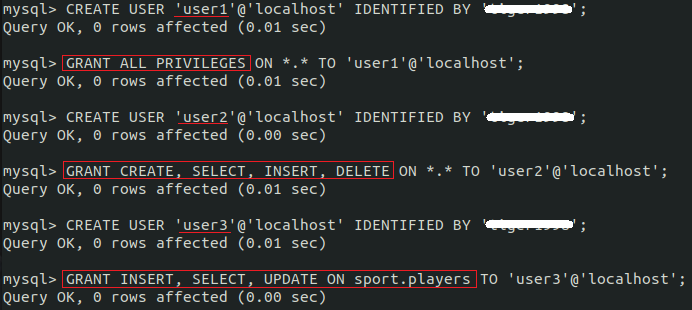 mysql> CREATE USER 'user1'@'localhost' IDENTIFIED BY '';
Query OK, 0 rows affected (0.01 sec)
mysql> GRANT ALL PRIVILEGES ON *.* TO 'user1'@'localhost';
Query OK, 0 rows affected (0.01 sec)
mysql> CREATE USER 'user2'@'localhost' IDENTIFIED BY '';
Query OK, 0 rows affected (0.00 sec)
mysql> GRANT CREATE, SELECT, INSERT, DELETE ON *.* TO 'user2'@'localhost';
Query OK, 0 rows affected (0.01 sec)
mysql> CREATE USER 'user3'@'localhost' IDENTIFIED BY '';
Query OK, 0 rows affected (0.01 sec)
mysql> GRANT INSERT, SELECT, UPDATE ON sport.players TO 'user3'@'localhost';
Query OK, 0 rows affected (0.00 sec)